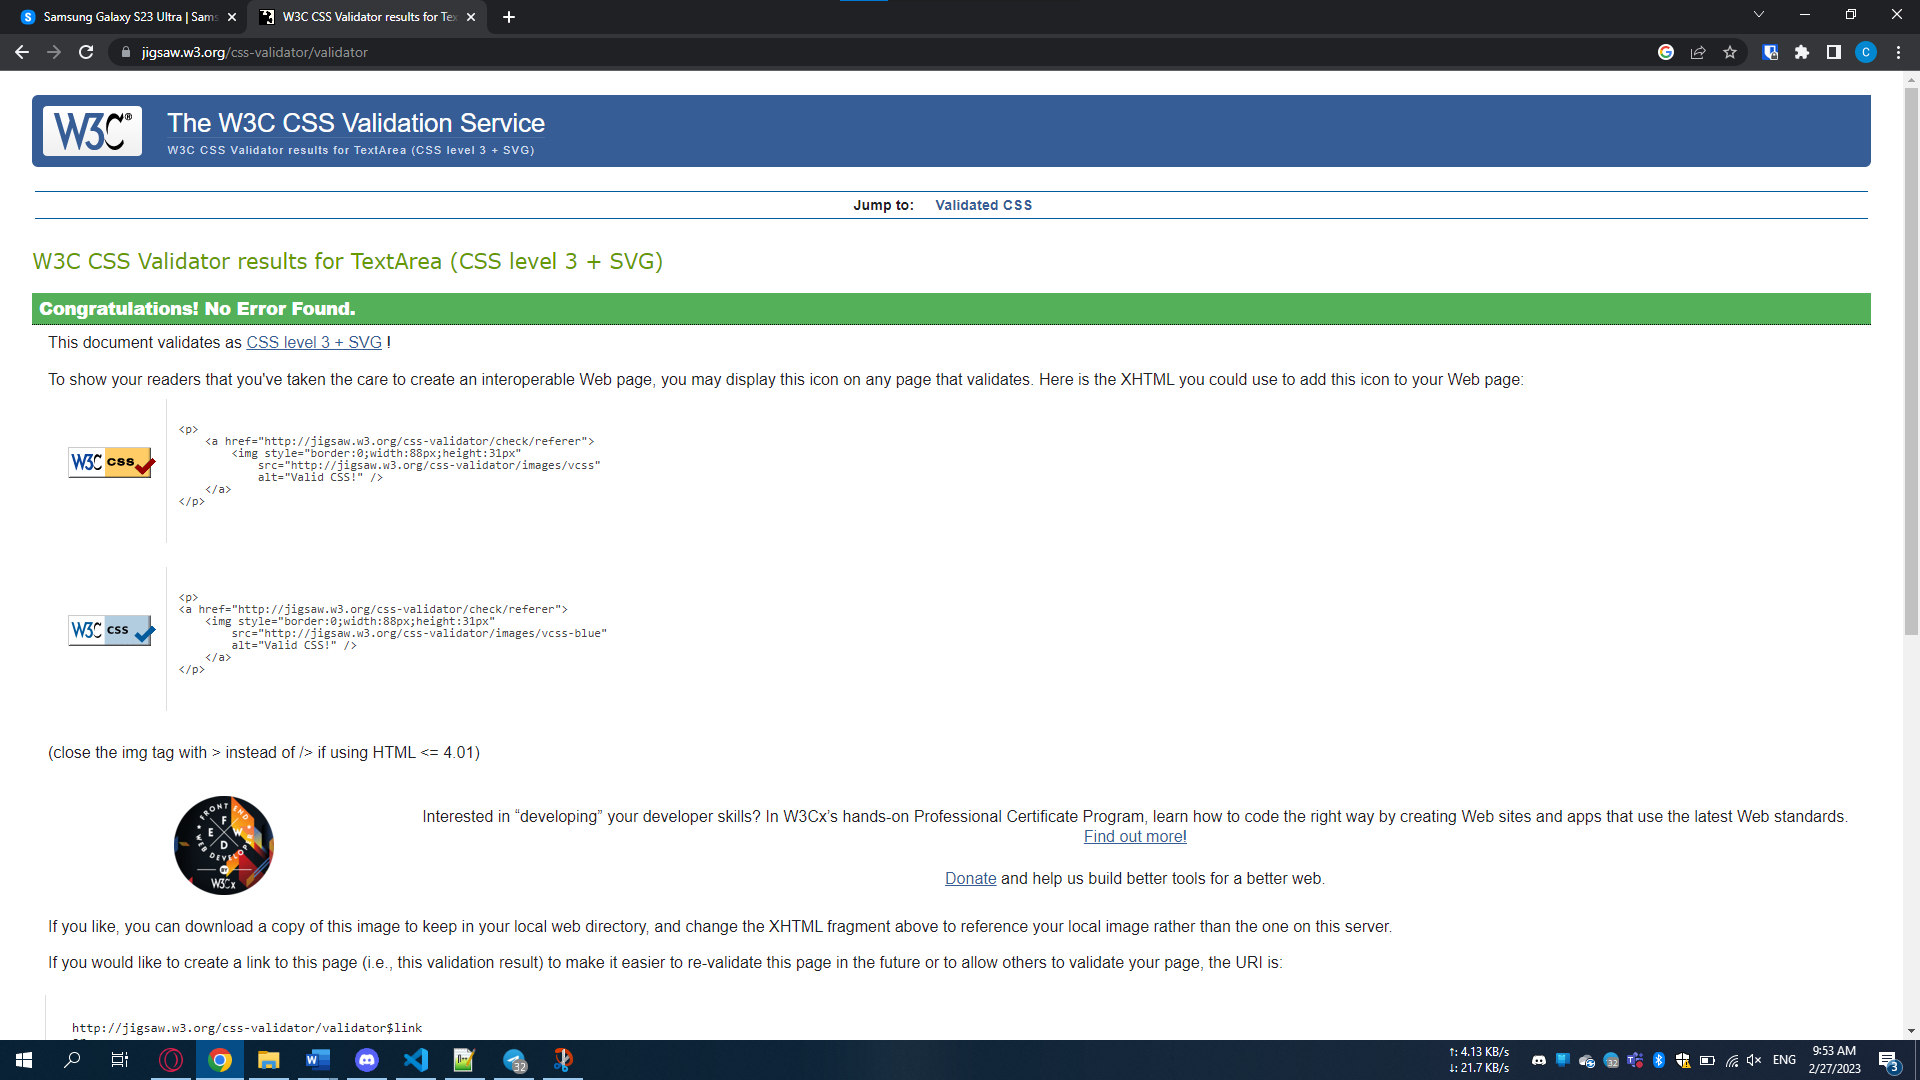 Samsung Galaxy S23 Ultra | Sams
W3C CSS Validator results for Tex
jigsaw.w3.org/css-validator/validator
C
W3C®
The W3C CSS Validation Service
W3C CSS Validator results for TextArea (CSS level 3 + SVG)
Jump to: Validated CSS
W3C CSS Validator results for TextArea (CSS level 3 + SVG)
Congratulations! No Error Found.
This document validates as CSS level 3 + SVG !
To show your readers that you've taken the care to create an interoperable Web page, you may display this icon on any page that validates. Here is the XHTML you could use to add this icon to your Web page:
W3C css
<p>
<a href="http://jigsaw.w3.org/css-validator/check/referer">
<img style="border:0;width:88px;height:31px"
src="http://jigsaw.w3.org/css-validator/images/vcss"
alt="Valid CSS!" />
</a>
</p>
W3C css
<p>
<a href="http://jigsaw.w3.org/css-validator/check/referer">
<img style="border:0;width:88px;height:31px"
src="http://jigsaw.w3.org/css-validator/images/vcss-blue"
alt="Valid CSS!" />
</a>
</p>
(close the img tag with > instead of /> if using HTML <= 4.01)
FRONT END
F
E W
D
WEB DEVELOPER
W3Cx
Interested in “developing” your developer skills? In W3Cx’s hands-on Professional Certificate Program, learn how to code the right way by creating Web sites and apps that use the latest Web standards.
Find out more!
Donate and help us build better tools for a better web.
If you like, you can download a copy of this image to keep in your local web directory, and change the XHTML fragment above to reference your local image rather than the one on this server.
If you would like to create a link to this page (i.e., this validation result) to make it easier to re-validate this page in the future or to allow others to validate your page, the URI is:
http://jigsaw.w3.org/css-validator/validator$link
32
↑: 4.13 KB/s
↓: 21.7 KB/s
32
ENG
9:53 AM
2/27/2023
3